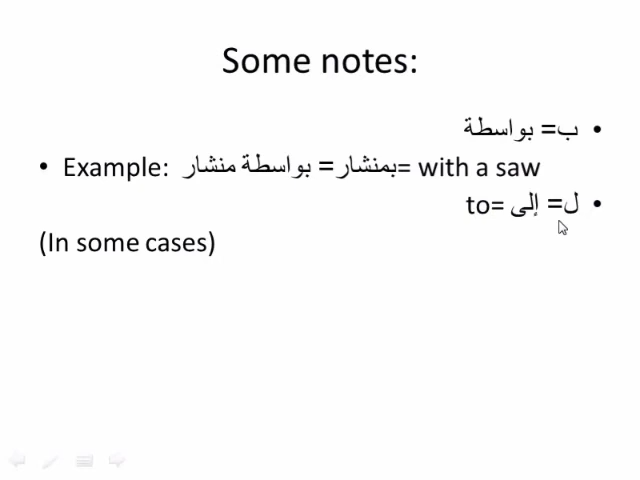 Some notes:
• ب= بواسطة
• Example: بمنشار= بواسطة منشار= with a saw
• ل= إلى =to
(In some cases)